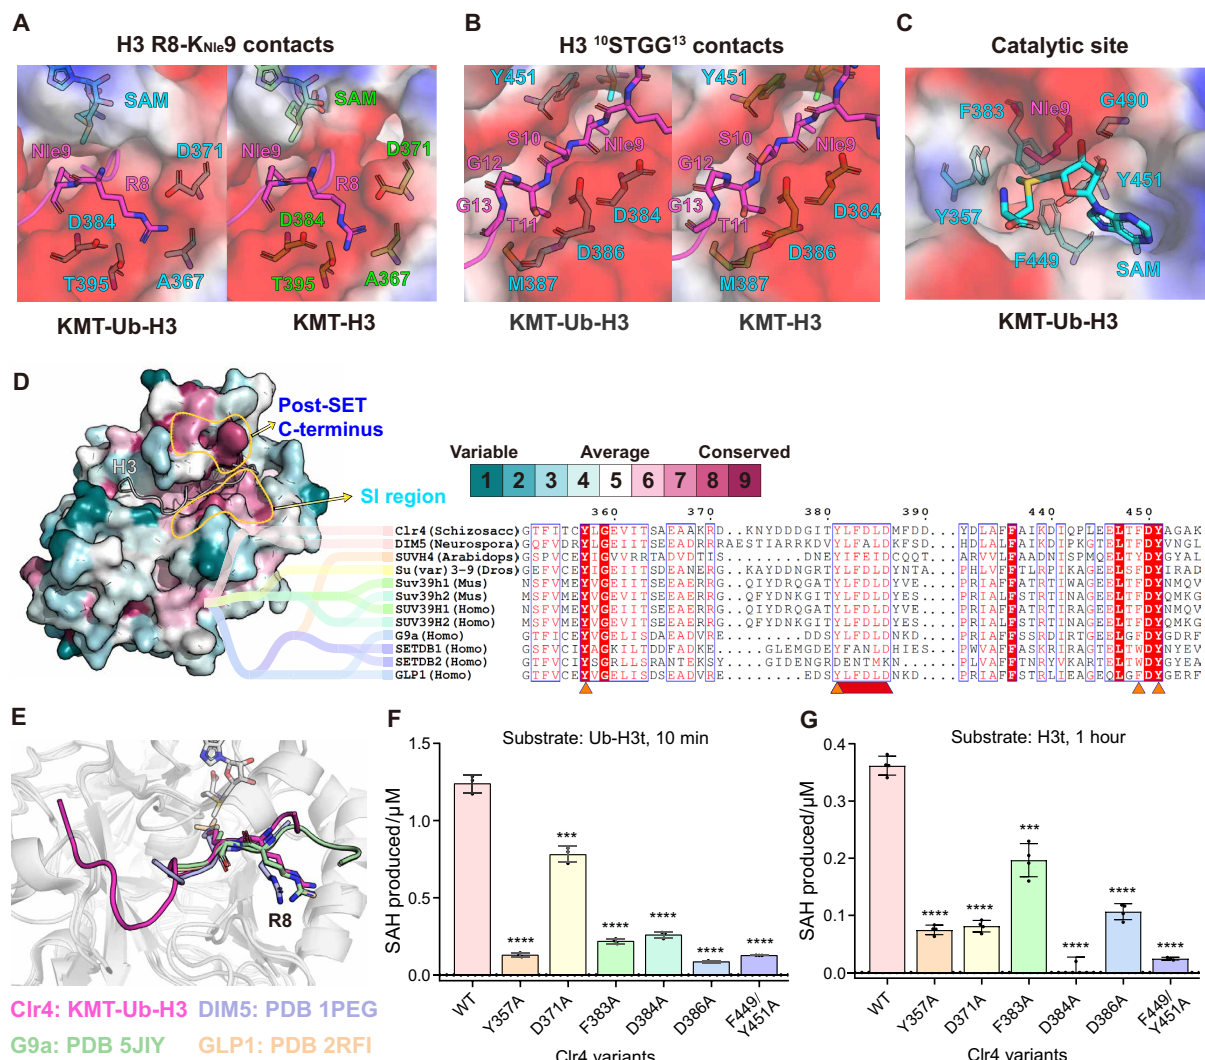 A
H3 R8-KNle9 contacts
SAM
SAM
Nle9
D371
R8
D384
T395
A367
Nle9
D371
R8
D384
T395
A367
KMT-Ub-H3
KMT-H3
B
H3 ¹⁰STGG¹³ contacts
Y451
S10
Nle9
G12
G13
T11
D384
D386
M387
Y451
S10
Nle9
G12
G13
T11
D384
D386
M387
KMT-Ub-H3
KMT-H3
C
Catalytic site
F383
Nle9
G490
Y357
Y451
F449
SAM
KMT-Ub-H3
D
Post-SET
C-terminus
H3
SI region
Variable Average Conserved
1 2 3 4 5 6 7 8 9
360 370 380 390 440 450
Clr4(Schizosacc)
DIM5(Neurospora)
SUVH4(Arabidops)
Su(var)3-9(Dros)
Suv39h1(Mus)
Suv39h2(Mus)
SUV39H1(Homo)
SUV39H2(Homo)
G9a(Homo)
SETDB1(Homo)
SETDB2(Homo)
GLP1(Homo)
E
R8
Clr4: KMT-Ub-H3 DIM5: PDB 1PEG
G9a: PDB 5JIY GLP1: PDB 2RFI
F
Substrate: Ub-H3t, 10 min
SAH produced/µM
1.5
1.0
0.5
0.0
****
***
****
****
****
****
WT
Y357A
D371A
F383A
D384A
D386A
F449/
Y451A
Clr4 variants
G
Substrate: H3t, 1 hour
SAH produced/µM
0.4
0.3
0.2
0.1
0.0
****
****
***
****
****
****
WT
Y357A
D371A
F383A
D384A
D386A
F449/
Y451A
Clr4 variants